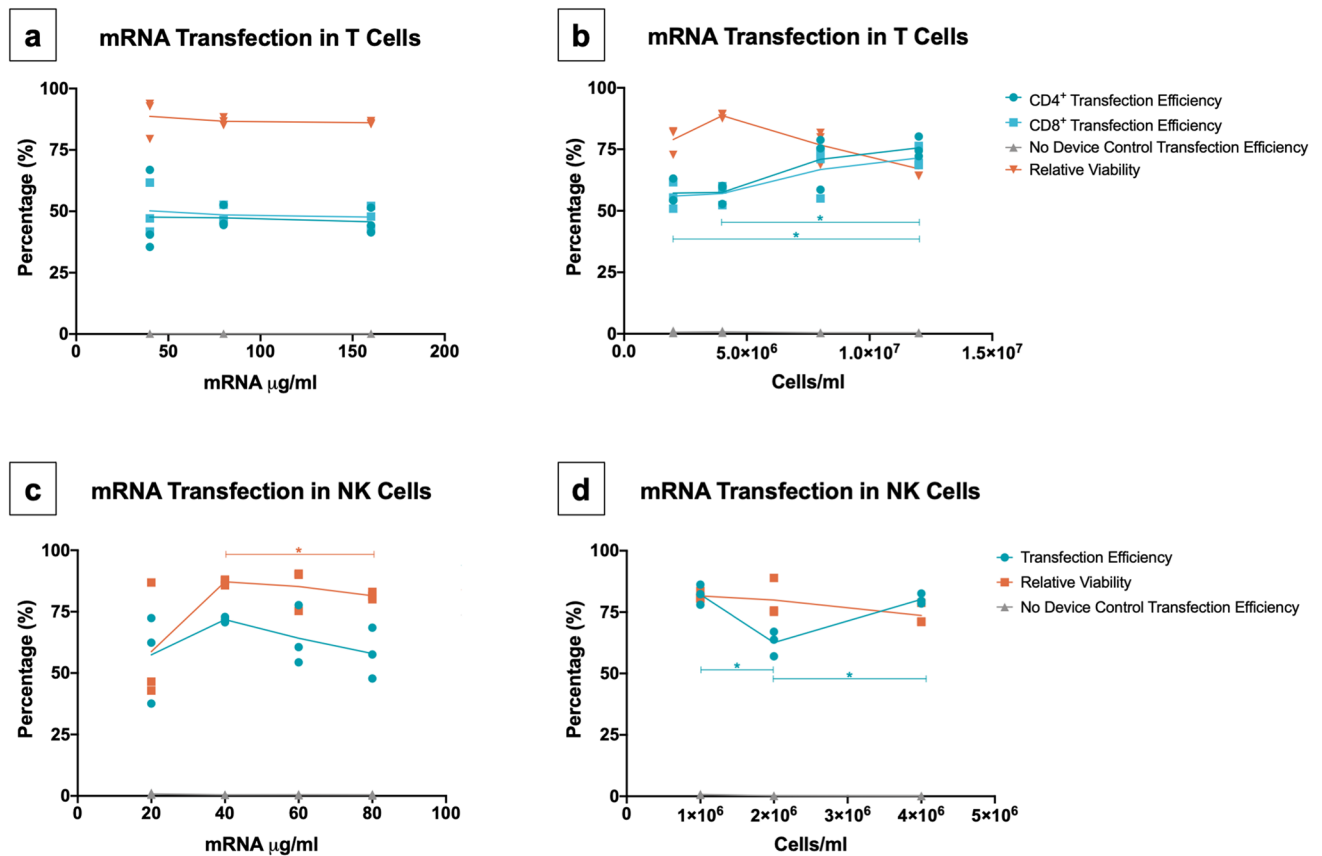 a
mRNA Transfection in T Cells
100
75
50
25
0
Percentage (%)
0
50
100
150
200
mRNA μg/ml
b
mRNA Transfection in T Cells
100
75
50
25
0
Percentage (%)
*
*
0.0
5.0×10⁶
1.0×10⁷
1.5×10⁷
Cells/ml
CD4⁺ Transfection Efficiency
CD8⁺ Transfection Efficiency
No Device Control Transfection Efficiency
Relative Viability
c
mRNA Transfection in NK Cells
100
75
50
25
0
Percentage (%)
*
0
20
40
60
80
100
mRNA μg/ml
d
mRNA Transfection in NK Cells
100
75
50
25
0
Percentage (%)
*
*
0
1×10⁶
2×10⁶
3×10⁶
4×10⁶
5×10⁶
Cells/ml
Transfection Efficiency
Relative Viability
No Device Control Transfection Efficiency